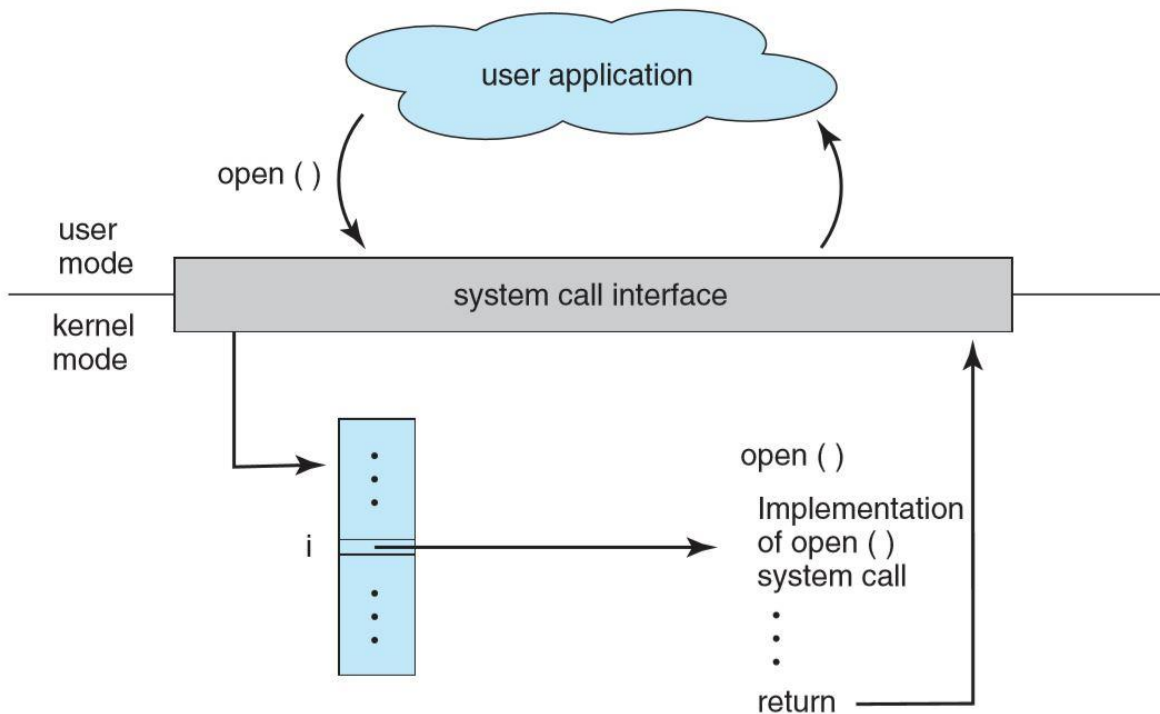 user application
open ( )
user
mode
system call interface
kernel
mode
open ( )
i
Implementation
of open ( )
system call
return